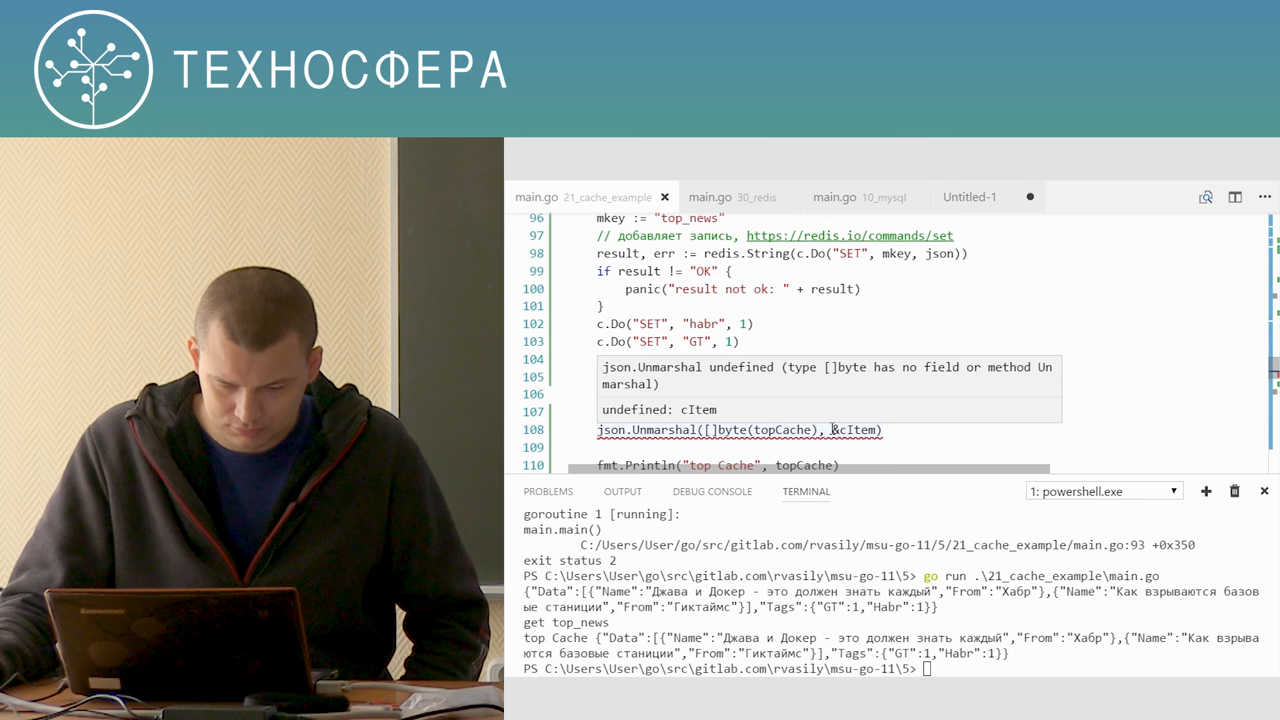 ТЕХНОСФЕРА
main.go 21_cache_example
main.go 30_redis
main.go 10_mysql
Untitled-1
96 mkey := "top_news"
97 // добавляет запись, https://redis.io/commands/set
98 result, err := redis.String(c.Do("SET", mkey, json))
99 if result != "OK" {
100 panic("result not ok: " + result)
101 }
102 c.Do("SET", "habr", 1)
103 c.Do("SET", "GT", 1)
104
105
106
107
json.Unmarshal undefined (type []byte has no field or method Un
marshal)
undefined: cItem
108 json.Unmarshal([]byte(topCache), &cItem)
109
110 fmt.Println("top Cache", topCache)
PROBLEMS OUTPUT DEBUG CONSOLE TERMINAL 1: powershell.exe
goroutine 1 [running]:
main.main()
C:/Users/User/go/src/gitlab.com/rvasily/msu-go-11/5/21_cache_example/main.go:93 +0x350
exit status 2
PS C:\Users\User\go\src\gitlab.com\rvasily\msu-go-11\5> go run .\21_cache_example\main.go
{"Data":[{"Name":"Джава и Докер - это должен знать каждый","From":"Хабр"},{"Name":"Как взрываются базов
ые станиции","From":"Гиктаймс"}],"Tags":{"GT":1,"Habr":1}}
get top_news
top Cache {"Data":[{"Name":"Джава и Докер - это должен знать каждый","From":"Хабр"},{"Name":"Как взрыва
ются базовые станиции","From":"Гиктаймс"}],"Tags":{"GT":1,"Habr":1}}
PS C:\Users\User\go\src\gitlab.com\rvasily\msu-go-11\5>